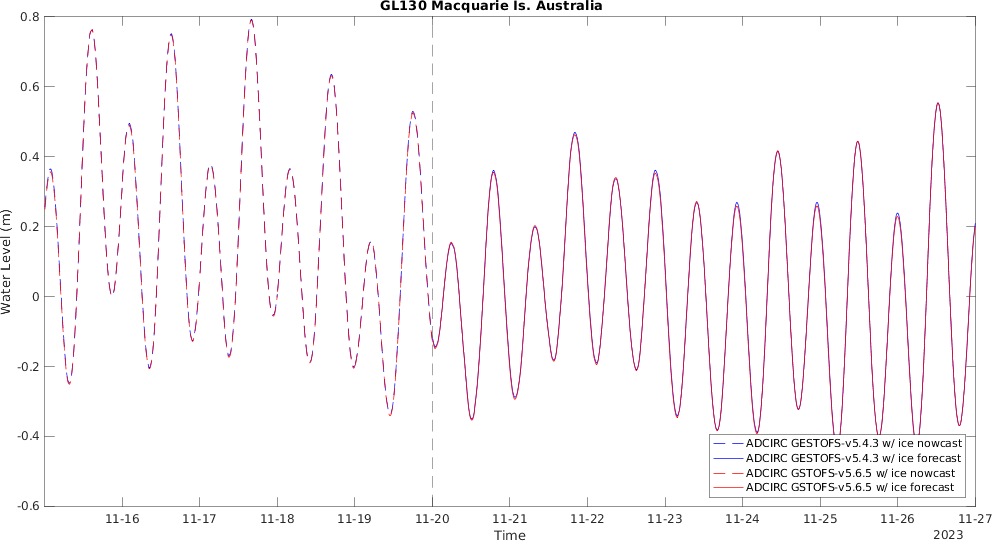 GL130 Macquarie Is. Australia
0.8
0.6
0.4
0.2
0
-0.2
-0.4
-0.6
Water Level (m)
ADCIRC GESTOFS-v5.4.3 w/ ice nowcast
ADCIRC GESTOFS-v5.4.3 w/ ice forecast
ADCIRC GSTOFS-v5.6.5 w/ ice nowcast
ADCIRC GSTOFS-v5.6.5 w/ ice forecast
11-16 11-17 11-18 11-19 11-20 11-21 11-22 11-23 11-24 11-25 11-26 11-27
Time
2023